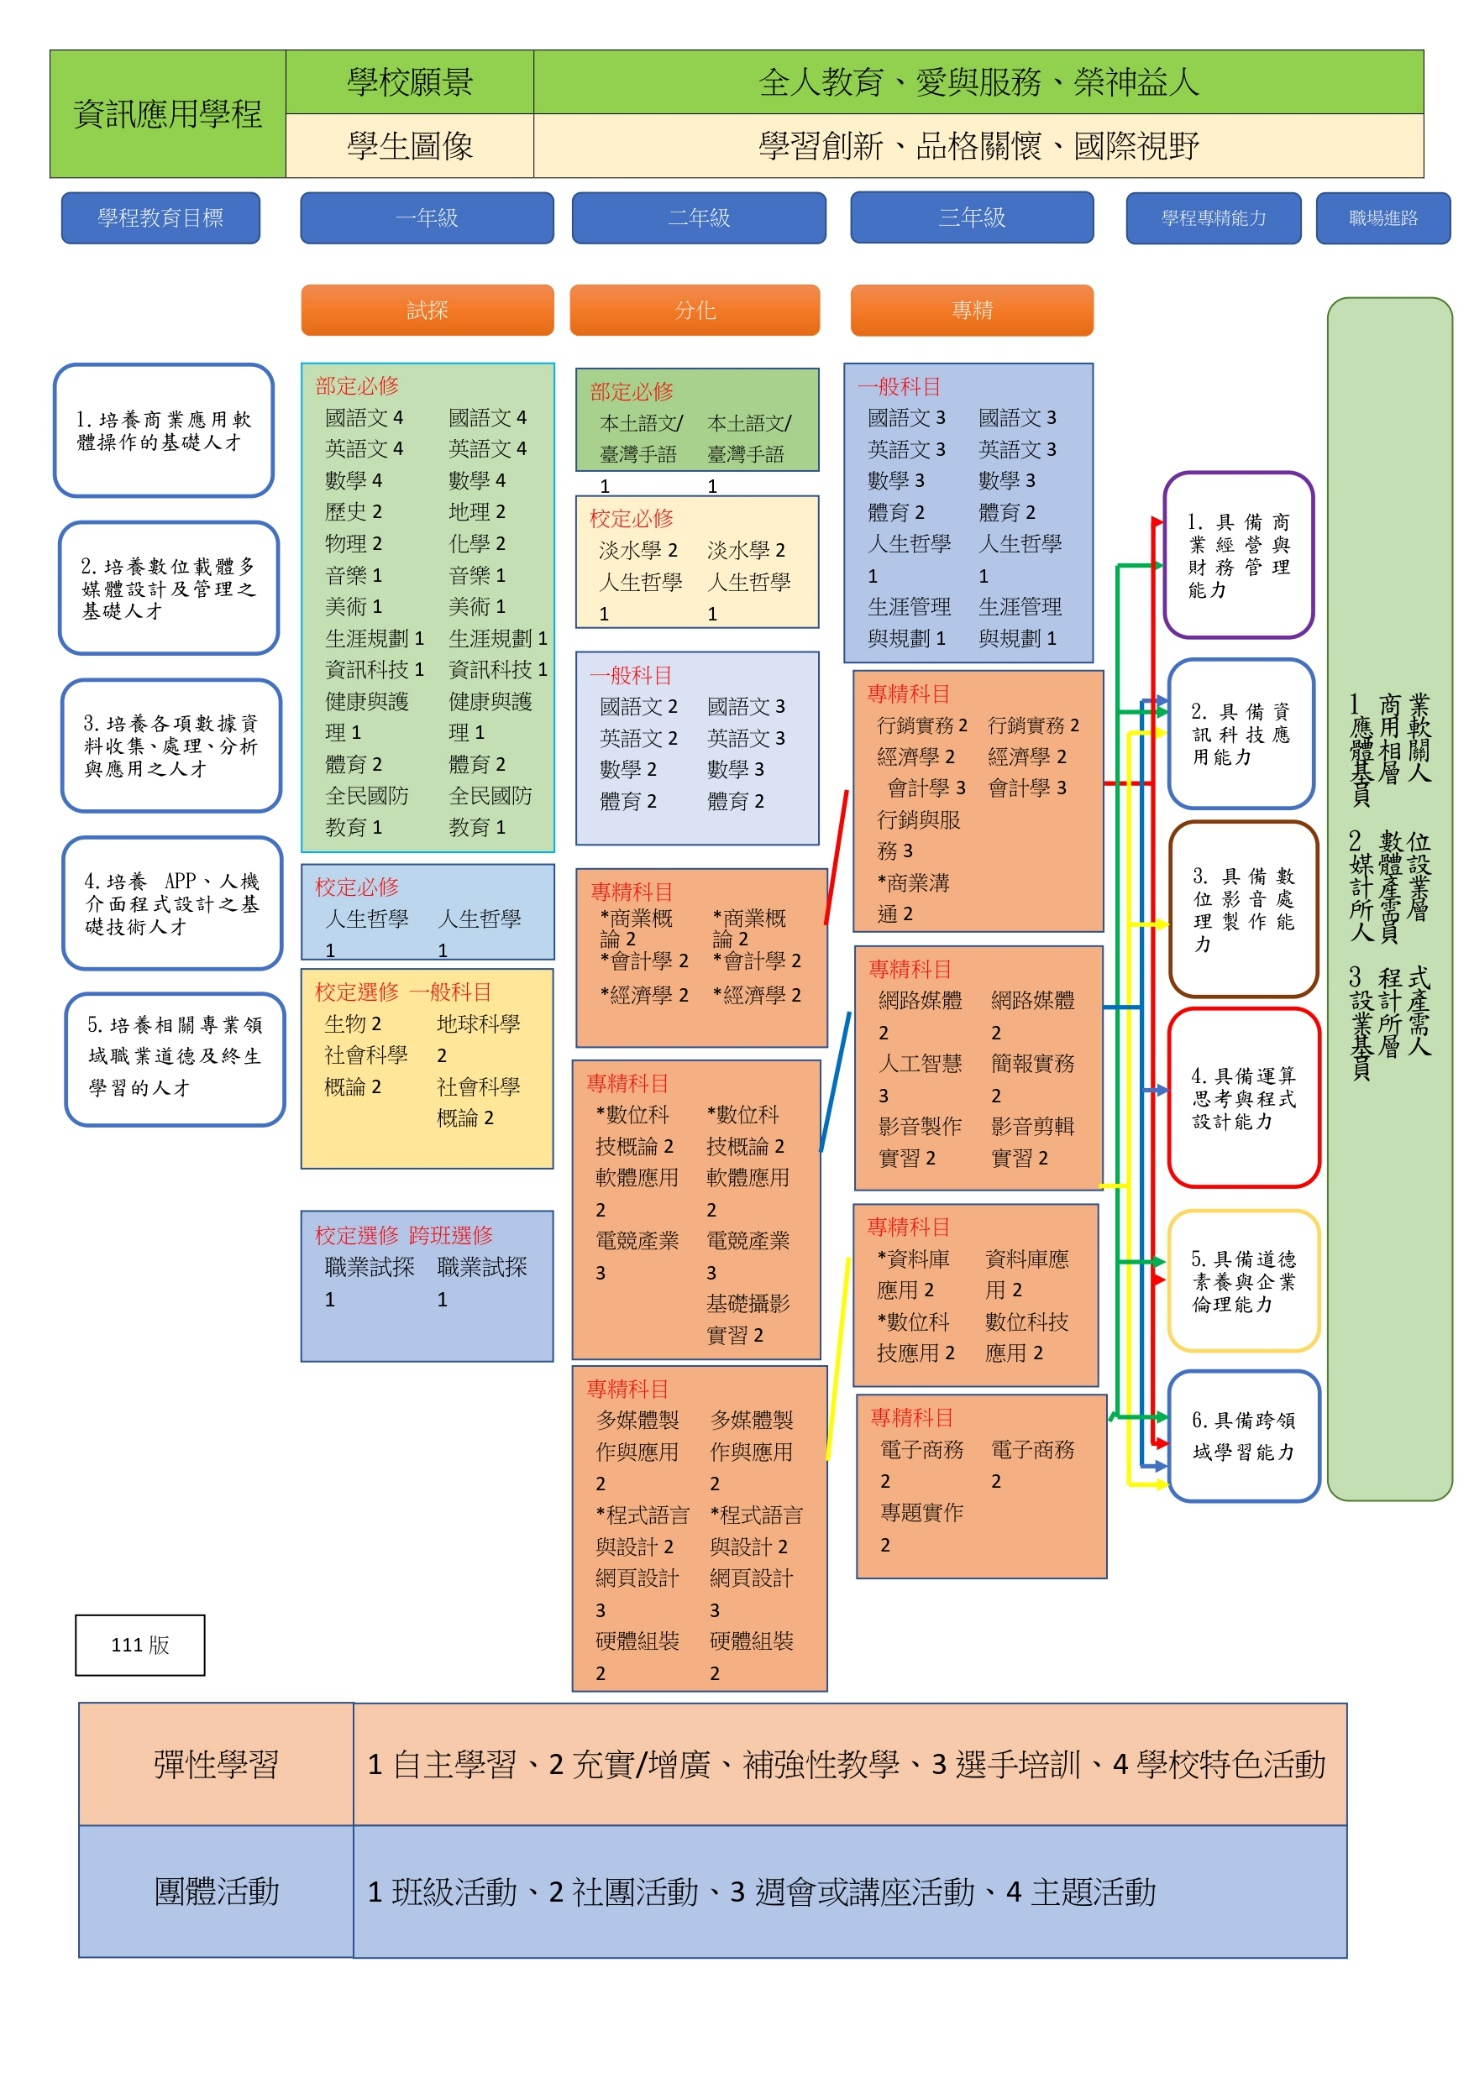 資訊應用學程
學校願景
全人教育、愛與服務、榮神益人
學生圖像
學習創新、品格關懷、國際視野
學程教育目標
一年級
二年級
三年級
學程專精能力
職場進路
試探
分化
專精
1.培養商業應用軟
體操作的基礎人才
2.培養數位載體多
媒體設計及管理之
基礎人才
3.培養各項數據資
料收集、處理、分析
與應用之人才
4.培養 APP、人機
介面程式設計之基
礎技術人才
5.培養相關專業領
域職業道德及終生
學習的人才
部定必修
國語文 4 國語文 4
英語文 4 英語文 4
數學 4 數學 4
歷史 2 地理 2
物理 2 化學 2
音樂 1 音樂 1
美術 1 美術 1
生涯規劃 1 生涯規劃 1
資訊科技 1 資訊科技 1
健康與護 健康與護
理 1 理 1
體育 2 體育 2
全民國防 全民國防
教育 1 教育 1
校定必修
人生哲學 人生哲學
1 1
校定選修 一般科目
生物 2 地球科學
社會科學 2
概論 2 社會科學
概論 2
校定選修 跨班選修
職業試探 職業試探
1 1
部定必修
本土語文/ 本土語文/
臺灣手語 臺灣手語
1 1
校定必修
淡水學 2 淡水學 2
人生哲學 人生哲學
1 1
一般科目
國語文 2 國語文 3
英語文 2 英語文 3
數學 2 數學 3
體育 2 體育 2
專精科目
*商業概 *商業概
論 2 論 2
*會計學 2 *會計學 2
*經濟學 2 *經濟學 2
專精科目
*數位科 *數位科
技概論 2 技概論 2
軟體應用 軟體應用
2 2
電競產業 電競產業
3 3
基礎攝影
實習 2
專精科目
多媒體製 多媒體製
作與應用 作與應用
2 2
*程式語言 *程式語言
與設計 2 與設計 2
網頁設計 網頁設計
3 3
硬體組裝 硬體組裝
2 2
一般科目
國語文 3 國語文 3
英語文 3 英語文 3
數學 3 數學 3
體育 2 體育 2
人生哲學 人生哲學
1 1
生涯管理 生涯管理
與規劃 1 與規劃 1
專精科目
行銷實務 2 行銷實務 2
經濟學 2 經濟學 2
會計學 3 會計學 3
行銷與服
務 3
*商業溝
通 2
專精科目
網路媒體 網路媒體
2 2
人工智慧 簡報實務
3 2
影音製作 影音剪輯
實習 2 實習 2
專精科目
*資料庫 資料庫應
應用 2 用 2
*數位科 數位科技
技應用 2 應用 2
專精科目
電子商務 電子商務
2 2
專題實作
2
1.具備商
業經營與
財務管理
能力
2.具備資
訊科技應
用能力
3.具備數
位影音處
理製作能
力
4.具備運算
思考與程式
設計能力
5.具備道德
素養與企業
倫理能力
6.具備跨領
域學習能力
1 商業
應用軟
體相關
基層人
員
2 數位
媒體設
計產業
所需層
人員
3 程式
設計產
業所需
基層人
員
111 版
彈性學習
1 自主學習、2 充實/增廣、補強性教學、3 選手培訓、4 學校特色活動
團體活動
1 班級活動、2 社團活動、3 週會或講座活動、4 主題活動